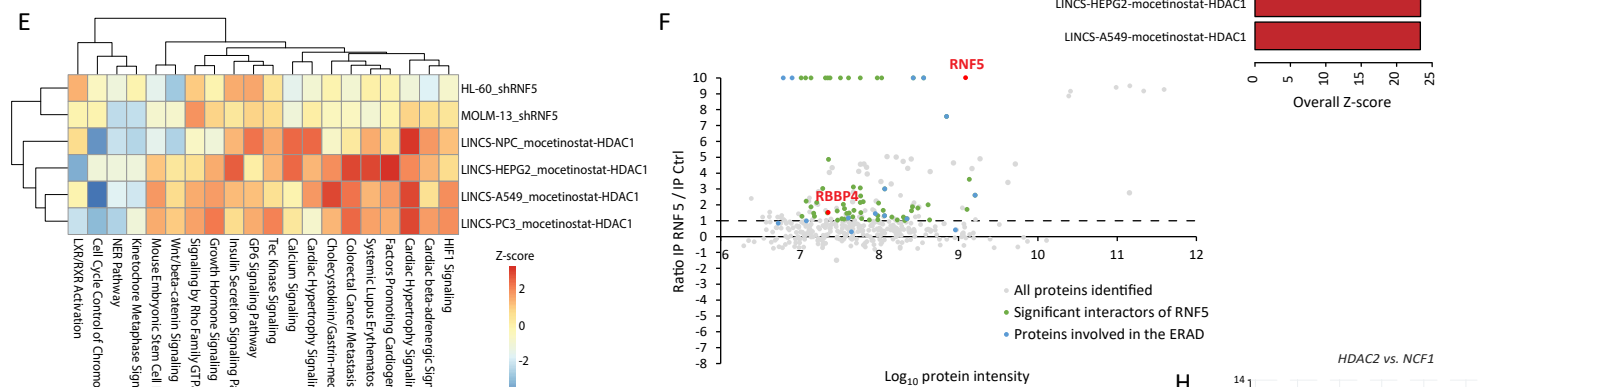 E
HL-60_shRNF5
MOLM-13_shRNF5
LINCS-NPC_mocetinostat-HDAC1
LINCS-HEPG2_mocetinostat-HDAC1
LINCS-A549_mocetinostat-HDAC1
LINCS-PC3_mocetinostat-HDAC1
LXR/RXR Activation
Cell Cycle Control of Chromo
NER Pathway
Kinetochore Metaphase Sign
Mouse Embryonic Stem Cell
Wnt/beta-catenin Signaling
Signaling by Rho Family GTP
Growth Hormone Signaling
Insulin Secretion Signaling P
GP6 Signaling Pathway
Tec Kinase Signaling
Calcium Signaling
Cardiac Hypertrophy Signalin
Cholecystokinin/Gastrin-med
Colorectal Cancer Metastasis
Systemic Lupus Erythematos
Factors Promoting Cardiogen
Cardiac Hypertrophy Signalin
Cardiac beta-adrenergic Sign
HIF1 Signaling
Z-score
2
0
-2
F
Ratio IP RNF 5 / IP Ctrl
10
9
8
7
6
5
4
3
2
1
0
-1
-2
-3
-4
-5
-6
-7
-8
6 7 8 9 10 11 12
RNF5
RBBP4
All proteins identified
Significant interactors of RNF5
Proteins involved in the ERAD
Log10 protein intensity
LINCS-HEPG2-mocetinostat-HDAC1
LINCS-A549-mocetinostat-HDAC1
0 5 10 15 20 25
Overall Z-score
H
HDAC2 vs. NCF1
14